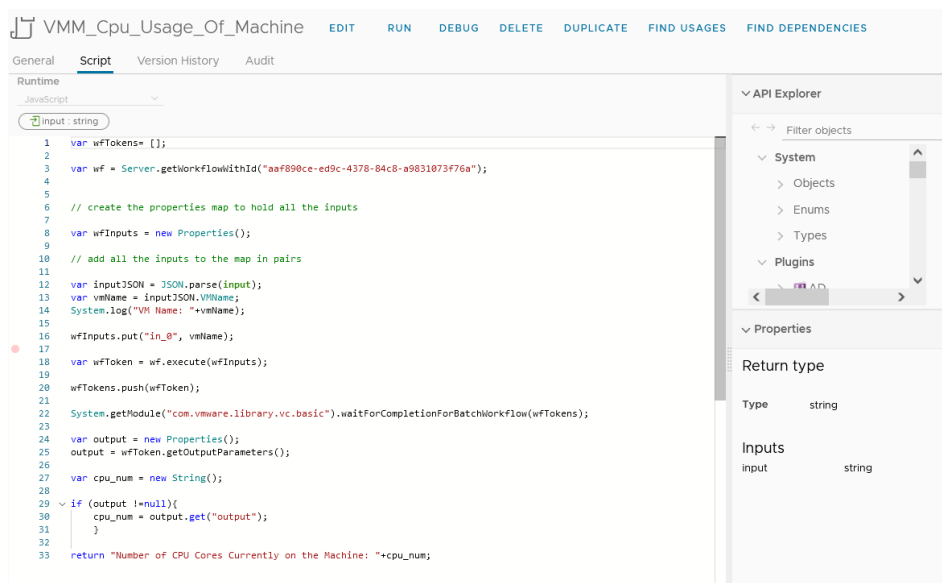 VMM_Cpu_Usage_Of_Machine EDIT RUN DEBUG DELETE DUPLICATE FIND USAGES FIND DEPENDENCIES
General Script Version History Audit
Runtime
JavaScript
input : string
1 var wfTokens= [];
2
3 var wf = Server.getWorkflowWithId("aaf890ce-ed9c-4378-84c8-a9831073f76a");
4
5
6 // create the properties map to hold all the inputs
7
8 var wfInputs = new Properties();
9
10 // add all the inputs to the map in pairs
11
12 var inputJSON = JSON.parse(input);
13 var vmName = inputJSON.VMName;
14 System.log("VM Name: "+vmName);
15
16 wfInputs.put("in_0", vmName);
17
18 var wfToken = wf.execute(wfInputs);
19
20 wfTokens.push(wfToken);
21
22 System.getModule("com.vmware.library.vc.basic").waitForCompletionForBatchWorkflow(wfTokens);
23
24 var output = new Properties();
25 output = wfToken.getOutputParameters();
26
27 var cpu_num = new String();
28
29 if (output !=null){
30 cpu_num = output.get("output");
31 }
32
33 return "Number of CPU Cores Currently on the Machine: "+cpu_num;
API Explorer
Filter objects
System
Objects
Enums
Types
Plugins
AD
Properties
Return type
Type string
Inputs
input string